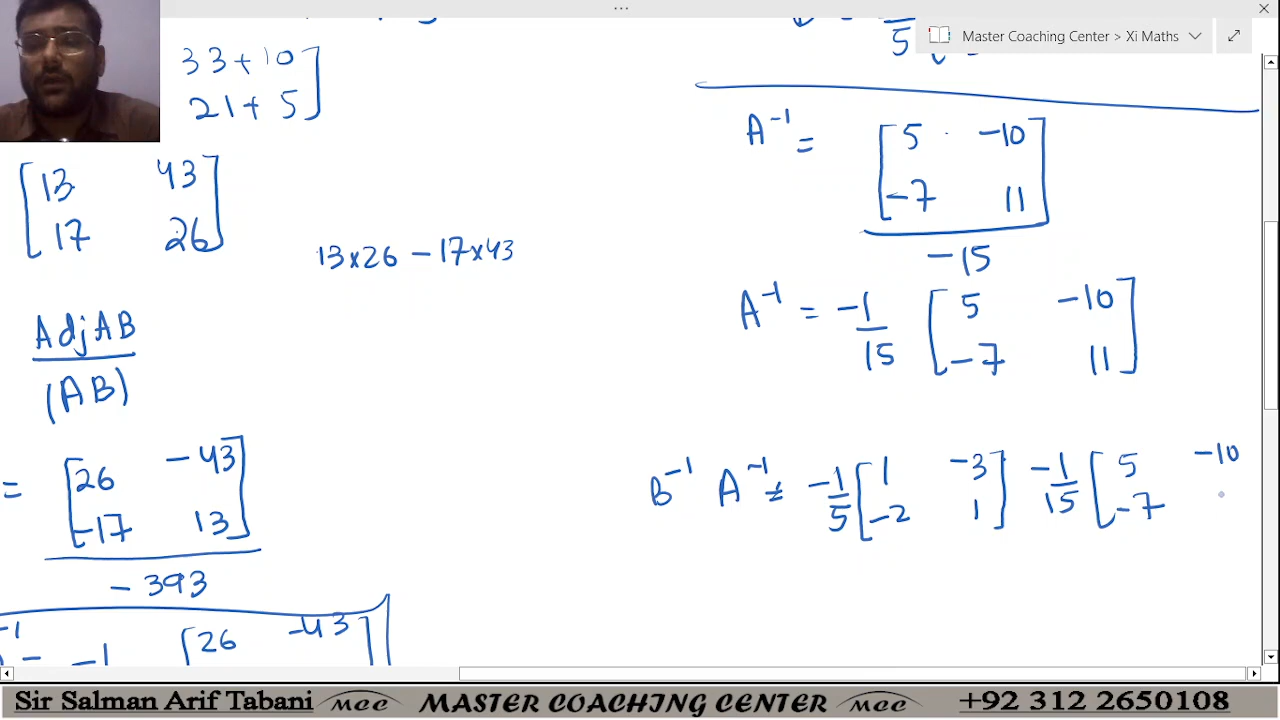 Master Coaching Center > Xi Maths
5
33+10
21+5
13 43
17 26
13×26 - 17×43
Adj AB
(AB)
= 26 -43
-17 13
-393
-1
-1
26 -43
A-1 =
5 -10
-7 11
-15
A-1 = -1
15
5 -10
-7 11
B-1 A-1 = -1/5 [1 -3 -1/15 [5 -10
-2 1] -7
Sir Salman Arif Tabani mcc MASTER COACHING CENTER mcc +92 312 2650108